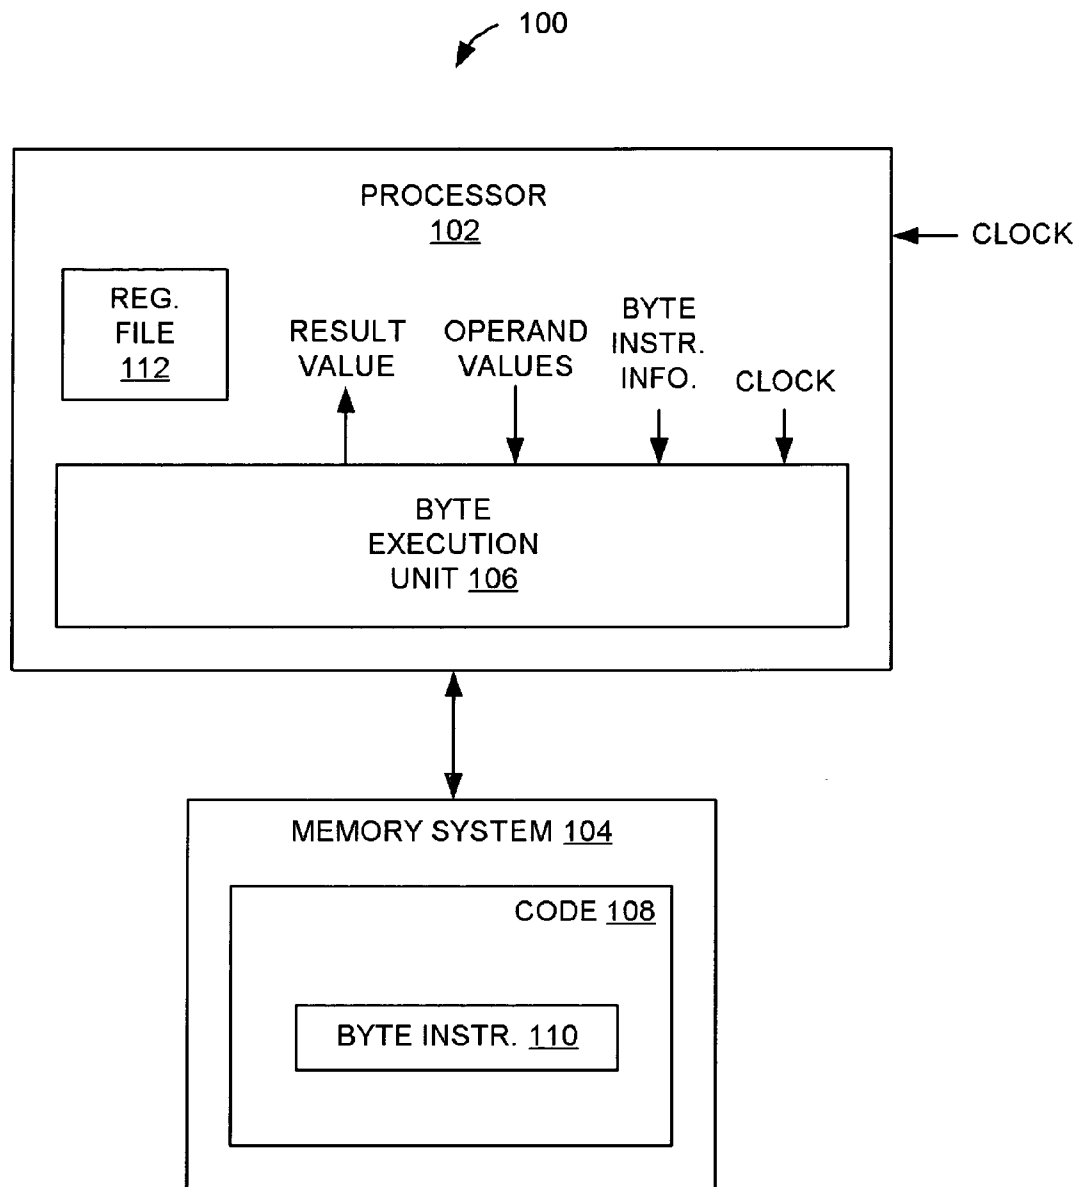 100
PROCESSOR
102
CLOCK
REG.
FILE
112
RESULT
VALUE
OPERAND
VALUES
BYTE
INSTR.
INFO.
CLOCK
BYTE
EXECUTION
UNIT 106
MEMORY SYSTEM 104
CODE 108
BYTE INSTR. 110